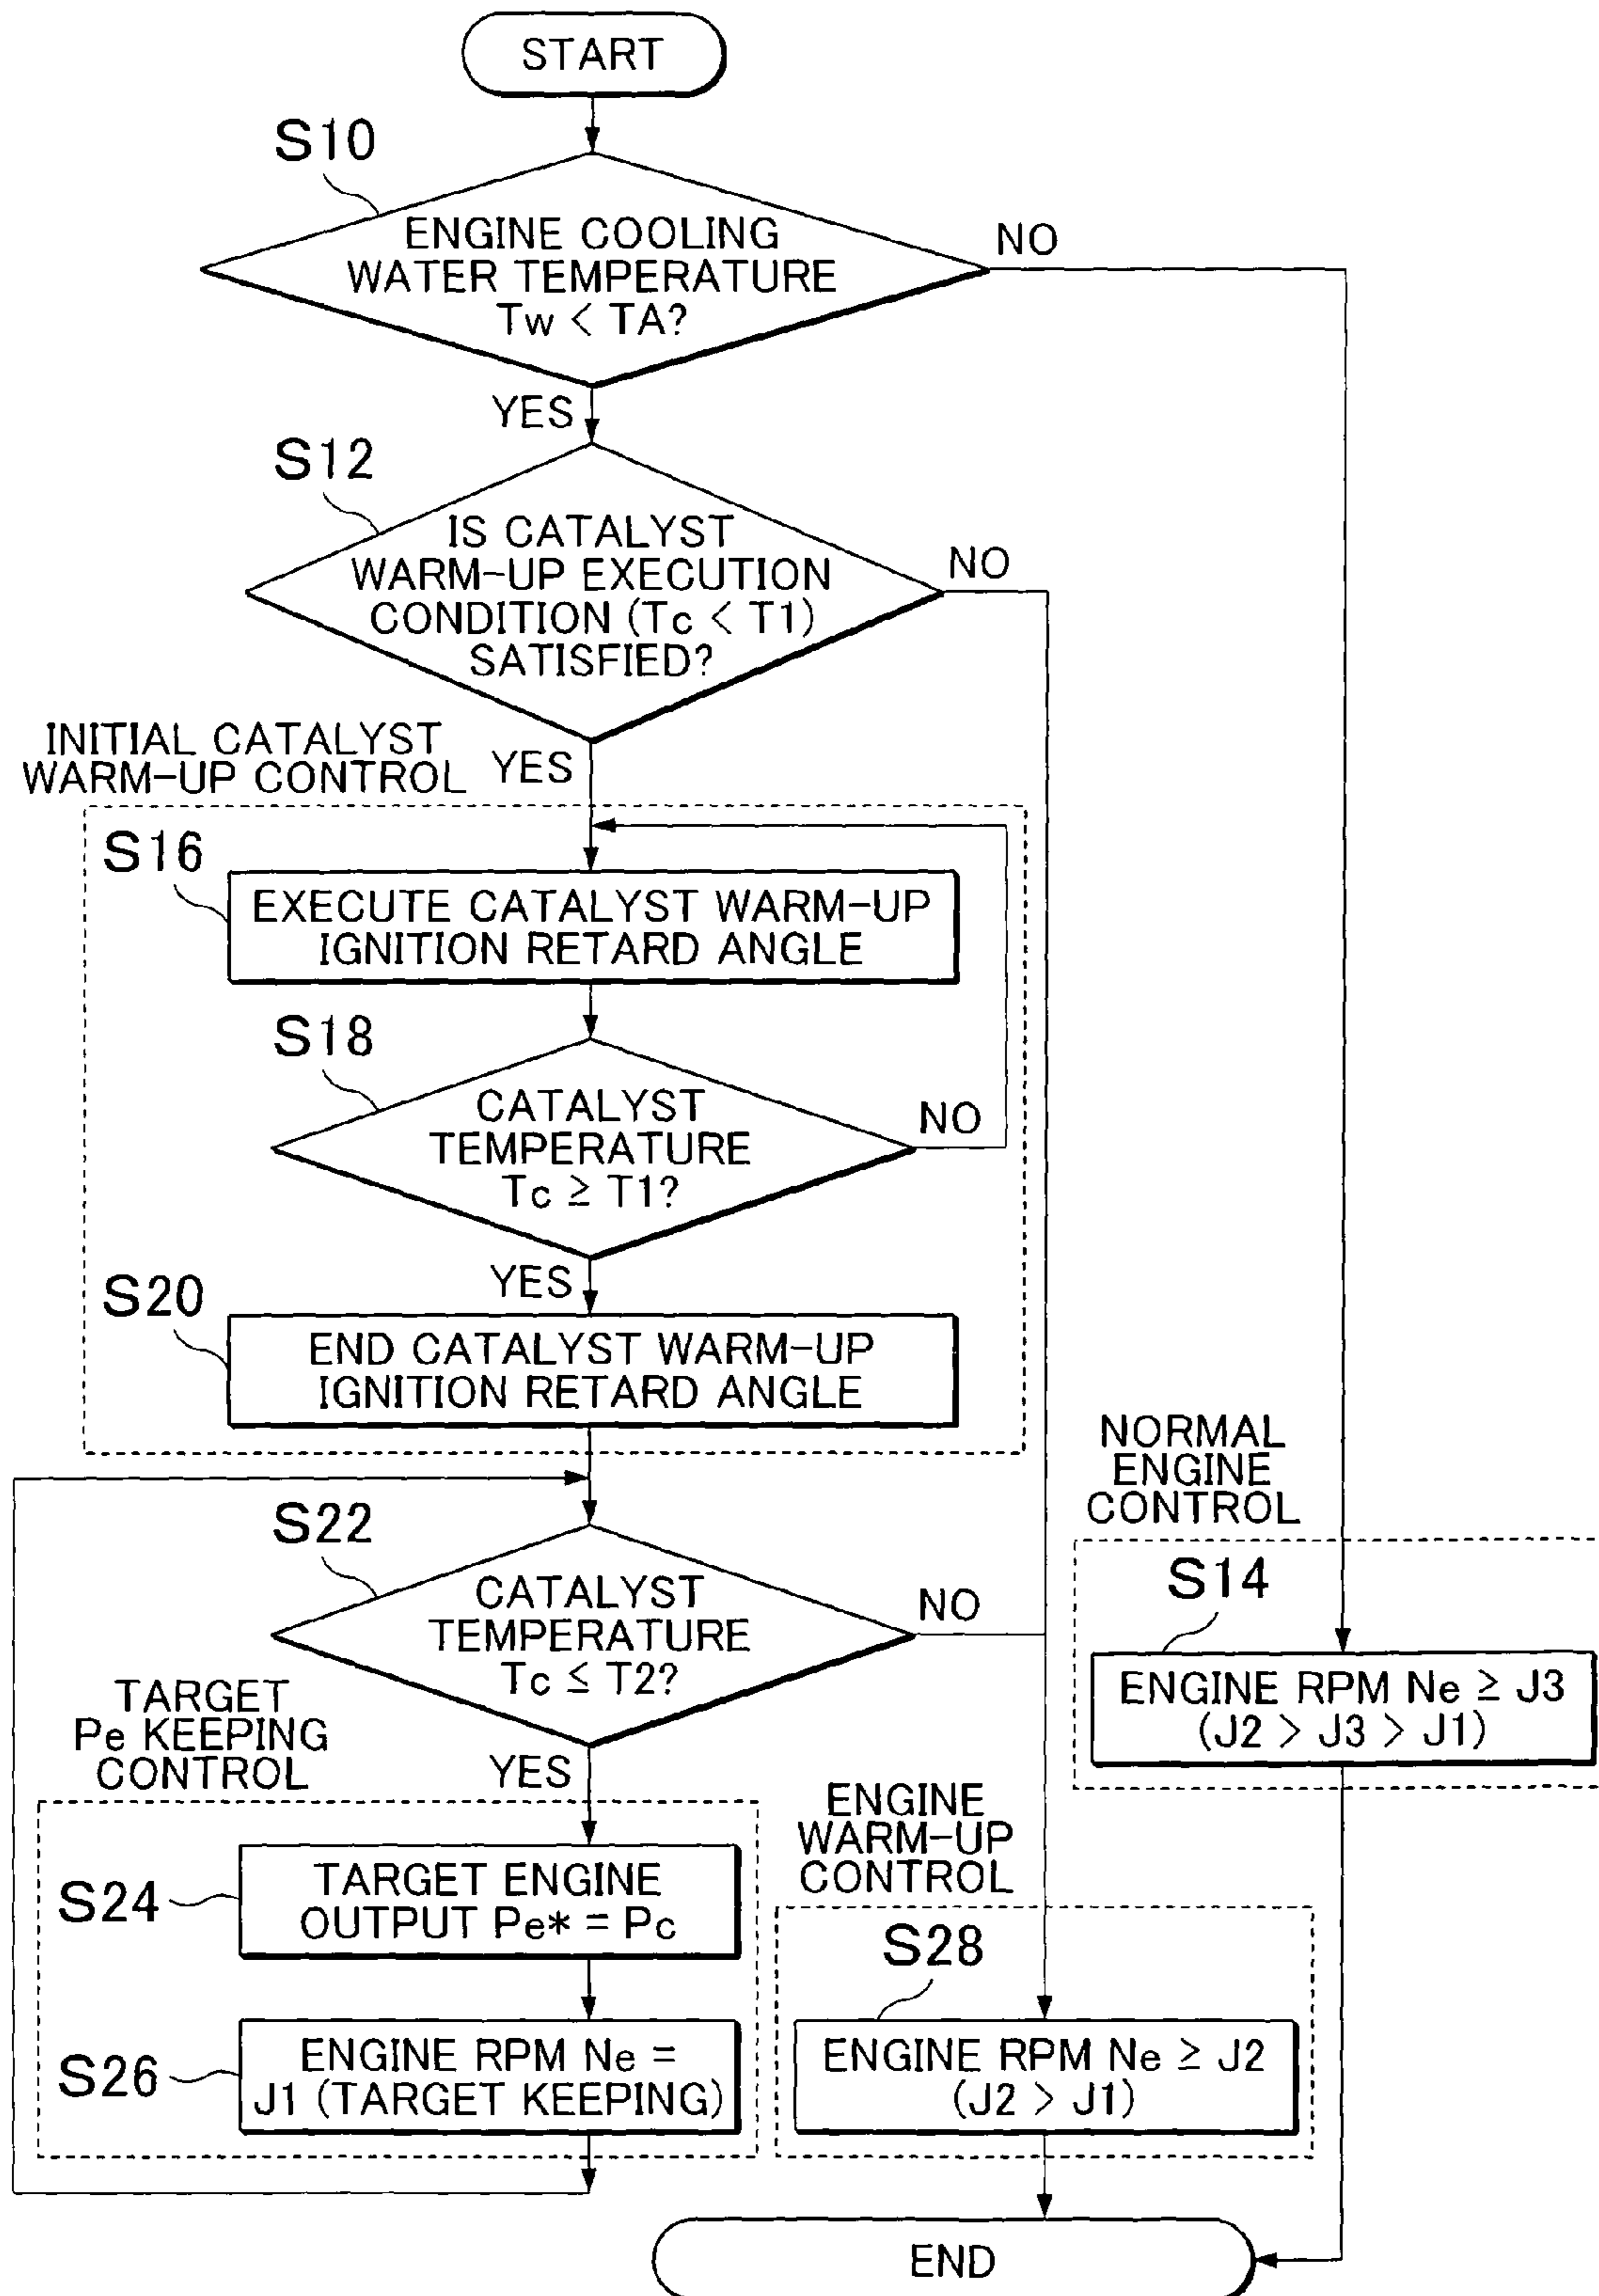 START
S10
ENGINE COOLING
WATER TEMPERATURE
Tw < TA?
NO
YES
S12
IS CATALYST
WARM-UP EXECUTION
CONDITION (Tc < T1)
SATISFIED?
NO
INITIAL CATALYST
WARM-UP CONTROL
YES
S16
EXECUTE CATALYST WARM-UP
IGNITION RETARD ANGLE
S18
CATALYST
TEMPERATURE
Tc ≥ T1?
NO
YES
S20
END CATALYST WARM-UP
IGNITION RETARD ANGLE
NORMAL
ENGINE
CONTROL
S22
CATALYST
TEMPERATURE
Tc ≤ T2?
NO
S14
ENGINE RPM Ne ≥ J3
(J2 > J3 > J1)
TARGET
Pe KEEPING
CONTROL
YES
ENGINE
WARM-UP
CONTROL
S24
TARGET ENGINE
OUTPUT Pe* = Pc
S28
S26
ENGINE RPM Ne =
J1 (TARGET KEEPING)
ENGINE RPM Ne ≥ J2
(J2 > J1)
END